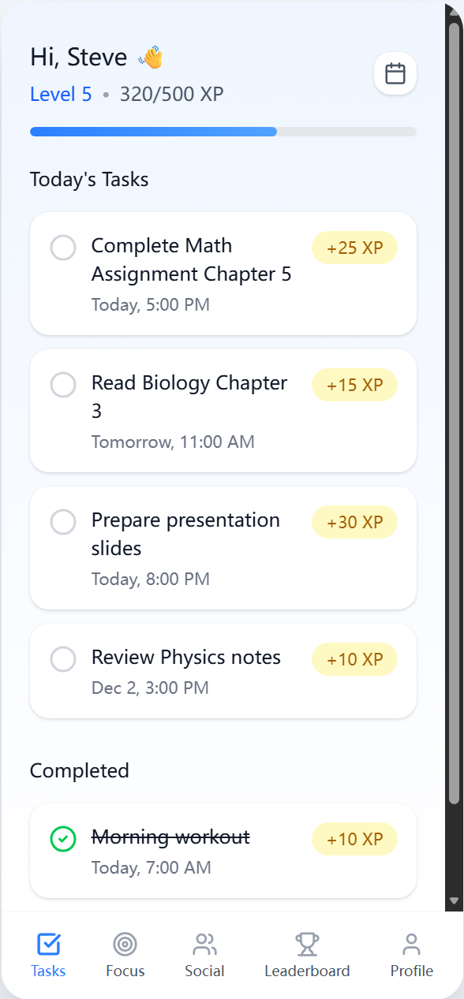 Hi, Steve 👋
Level 5 • 320/500 XP
Today's Tasks
Complete Math
Assignment Chapter 5
+25 XP
Today, 5:00 PM
Read Biology Chapter
3
+15 XP
Tomorrow, 11:00 AM
Prepare presentation
slides
+30 XP
Today, 8:00 PM
Review Physics notes
+10 XP
Dec 2, 3:00 PM
Completed
Morning workout
+10 XP
Today, 7:00 AM
Tasks
Focus
Social
Leaderboard
Profile